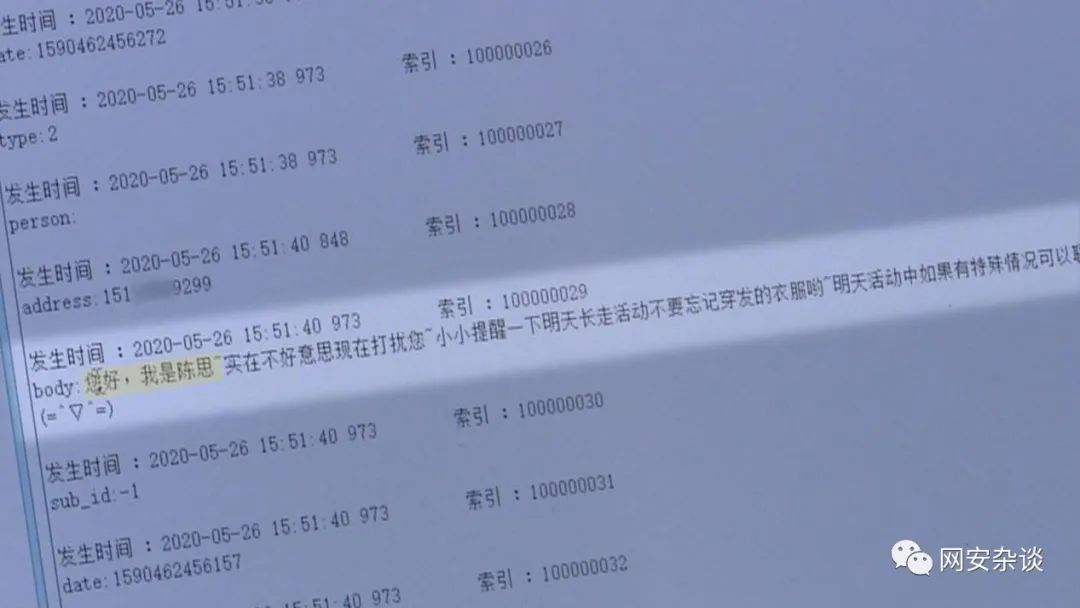 生时间 : 2020-05-26 15:51:38
ate:1590462456272
索引 : 100000026
发生时间 : 2020-05-26 15:51:38 973
type:2
索引 : 100000027
发生时间 : 2020-05-26 15:51:38 973
person:
索引 : 100000028
发生时间 : 2020-05-26 15:51:40 848
address:151 9299
索引 : 100000029
发生时间 : 2020-05-26 15:51:40 973
body:您好,我是陈思~实在不好意思现在打扰您~小小提醒一下明天长走活动不要忘记穿发的衣服哟~明天活动中如果有特殊情况可以联
(=^▽^=)
索引 : 100000030
发生时间 : 2020-05-26 15:51:40 973
sub_id:-1
索引 : 100000031
发生时间 : 2020-05-26 15:51:40 973
date:1590462456157
索引 : 100000032
15:51:40 973
网安杂谈